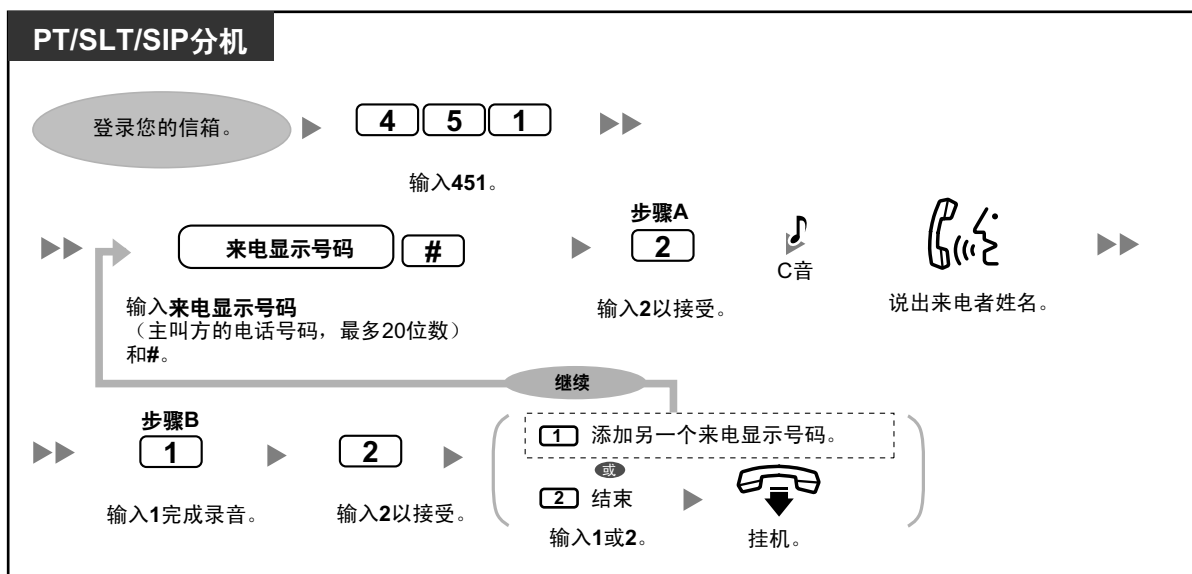 PT/SLT/SIP分机
登录您的信箱。
4 5 1
输入451。
来电显示号码 #
输入来电显示号码
（主叫方的电话号码，最多20位数）
和#。
步骤A
2
输入2以接受。
C音
说出来电者姓名。
继续
步骤B
1
输入1完成录音。
2
输入2以接受。
1 添加另一个来电显示号码。
或
2 结束
输入1或2。
挂机。